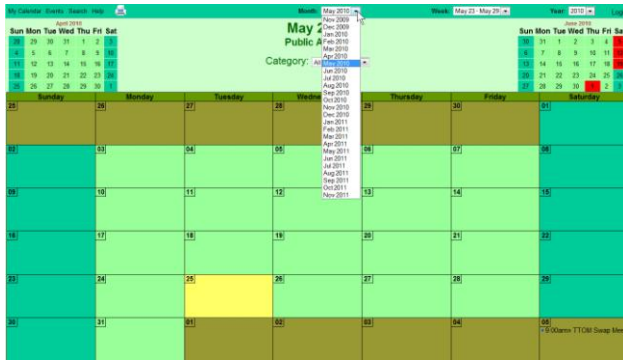 My Calendar Events Search Help
Month: May 2010
Week: May 23 - May 29
Year: 2010
April 2010
Sun Mon Tue Wed Thu Fri Sat
28 29 30 31 1 2 3
4 5 6 7 8 9 10
11 12 13 14 15 16 17
18 19 20 21 22 23 24
25 26 27 28 29 30 1
May 2
Public A
Category:
Nov 2009
Dec 2009
Jan 2010
Feb 2010
Mar 2010
Apr 2010
May 2010
Jun 2010
Jul 2010
Aug 2010
Sep 2010
Oct 2010
Nov 2010
Dec 2010
Jan 2011
Feb 2011
Mar 2011
Apr 2011
May 2011
Jun 2011
Jul 2011
Aug 2011
Sep 2011
Oct 2011
Nov 2011
June 2010
Sun Mon Tue Wed Thu Fri Sat
30 31 1 2 3 4
6 7 8 9 10 11
13 14 15 16 17 18
20 21 22 23 24 25 26
27 28 29 30 1 2
Sunday Monday Tuesday Wedne Thursday Friday Saturday
25 26 27 28 29 30 01
02 03 04 05 06 07 08
09 10 11 12 13 14 15
16 17 18 19 20 21 22
23 24 25 26 27 28 29
30 31 01 02 03 04 05
9:00am TTOM Swap Mee